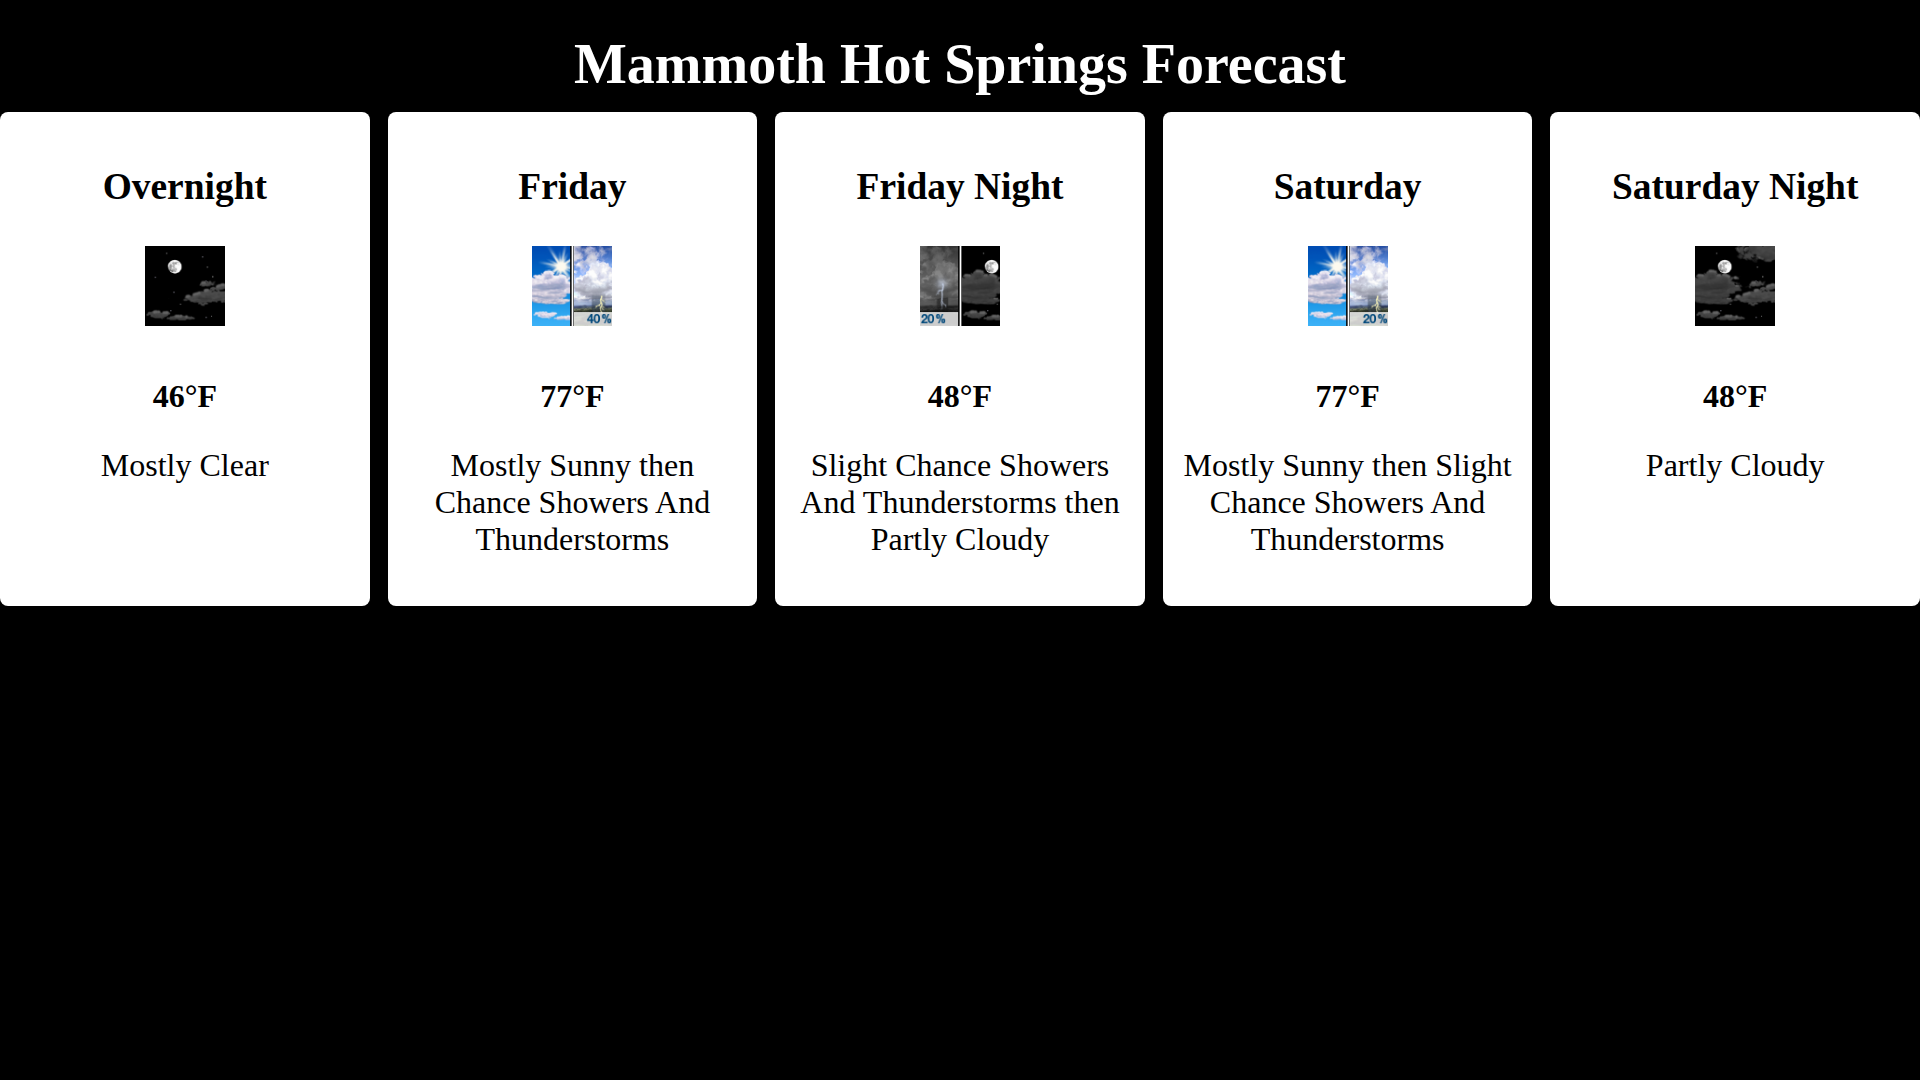 Mammoth Hot Springs Forecast
Overnight
46°F
Mostly Clear
Friday
40%
77°F
Mostly Sunny then
Chance Showers And
Thunderstorms
Friday Night
20%
48°F
Slight Chance Showers
And Thunderstorms then
Partly Cloudy
Saturday
20%
77°F
Mostly Sunny then Slight
Chance Showers And
Thunderstorms
Saturday Night
48°F
Partly Cloudy